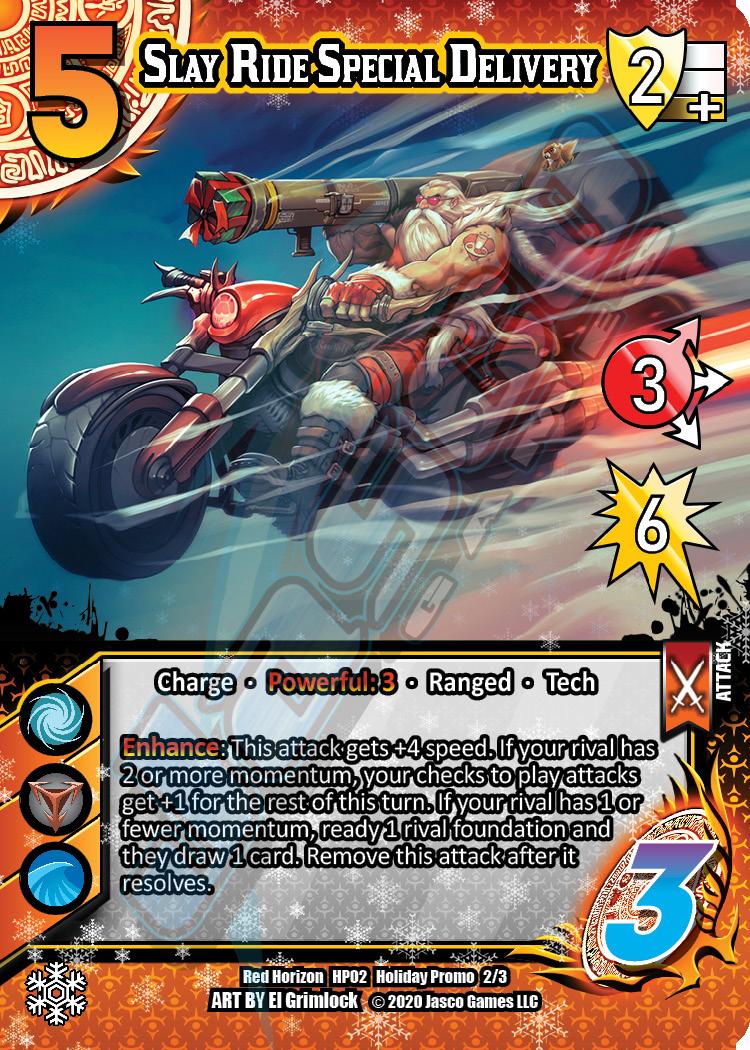 5
SLAY RIDE SPECIAL DELIVERY
2
+
3
6
ATTACK
Charge • Powerful: 3 • Ranged • Tech
Enhance: This attack gets +4 speed. If your rival has
2 or more momentum, your checks to play attacks
get +1 for the rest of this turn. If your rival has 1 or
fewer momentum, ready 1 rival foundation and
they draw 1 card. Remove this attack after it
resolves.
3
Red Horizon HP02 Holiday Promo 2/3
ART BY El Grimlock © 2020 Jasco Games LLC